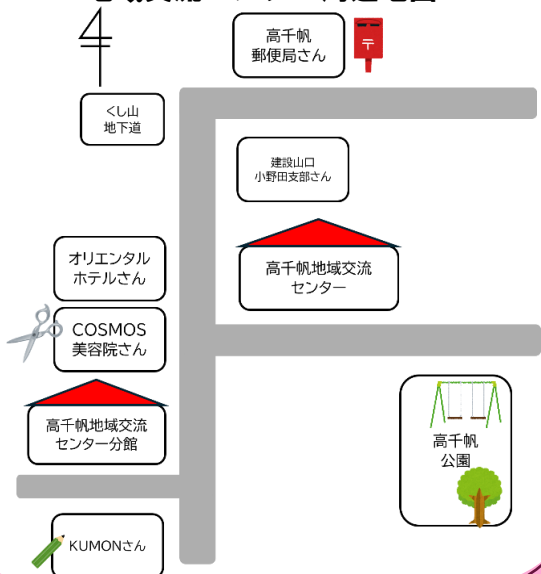 高千帆
郵便局さん
〒
くし山
地下道
建設山口
小野田支部さん
オリエンタル
ホテルさん
高千帆地域交流
センター
COSMOS
美容院さん
高千帆地域交流
センター分館
高千帆
公園
KUMONさん